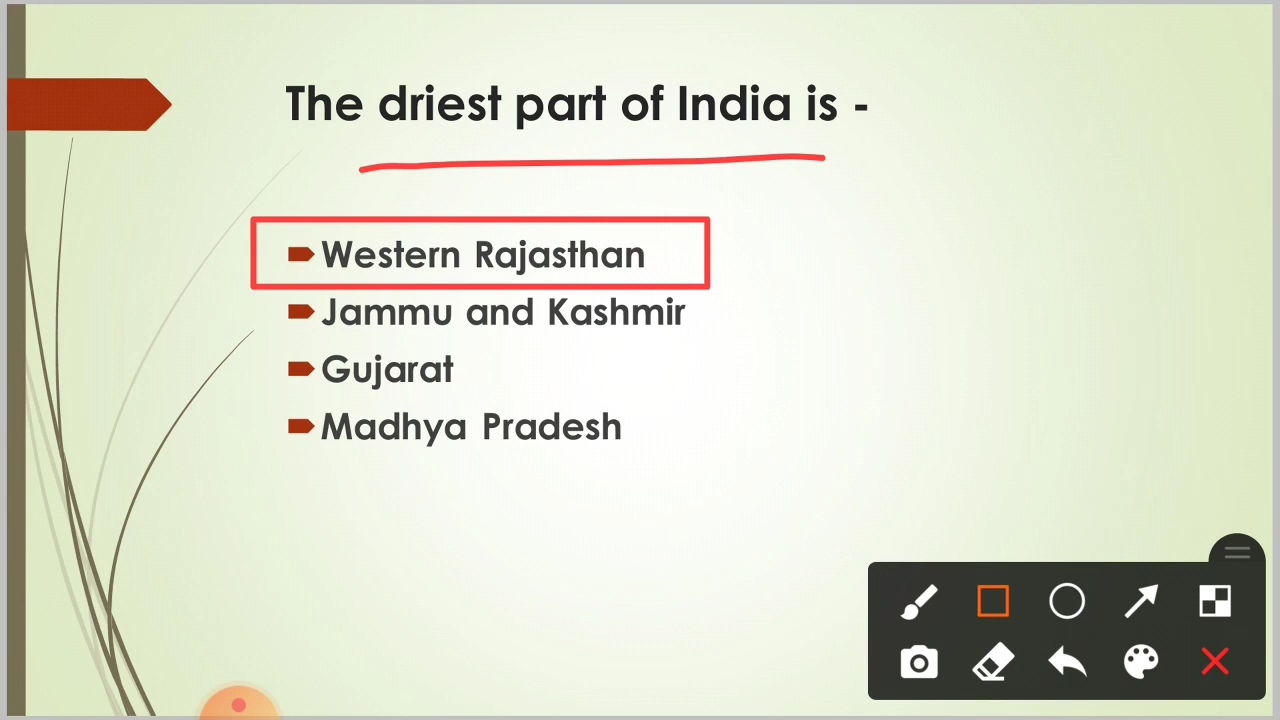 The driest part of India is -
Western Rajasthan
Jammu and Kashmir
Gujarat
Madhya Pradesh